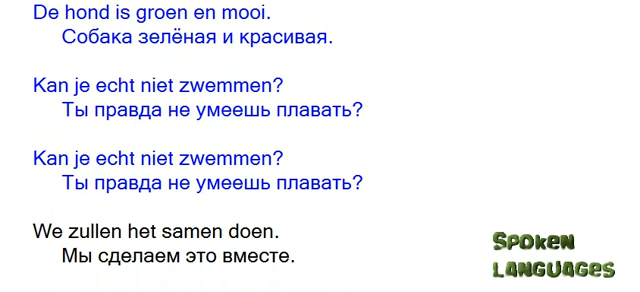 De hond is groen en mooi.
Собака зелёная и красивая.
Kan je echt niet zwemmen?
Ты правда не умеешь плавать?
Kan je echt niet zwemmen?
Ты правда не умеешь плавать?
We zullen het samen doen.
Мы сделаем это вместе.
Spoken
Languages